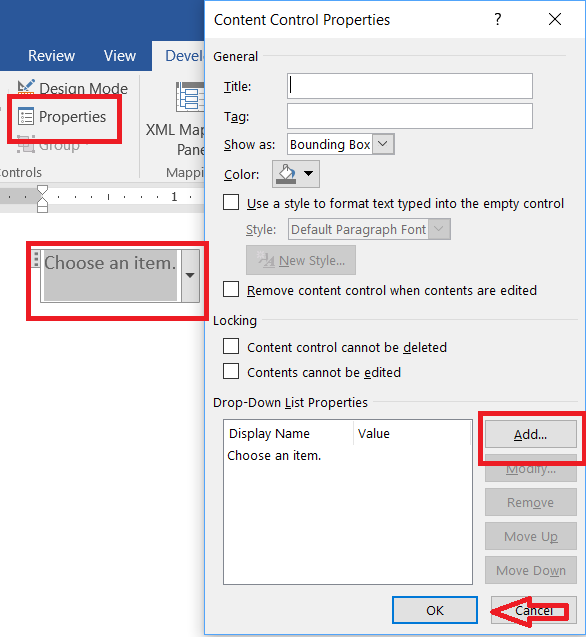 Review View Devel
Design Mode
Properties
Group
ontrols
XML Map
Pane
Mappi
1
Choose an item.
Content Control Properties ?
General
Title:
Tag:
Show as: Bounding Box
Color:
Use a style to format text typed into the empty control
Style: Default Paragraph Font
New Style...
Remove content control when contents are edited
Locking
Content control cannot be deleted
Contents cannot be edited
Drop-Down List Properties
Display Name Value
Choose an item.
Add...
Modify...
Remove
Move Up
Move Down
OK Cancel